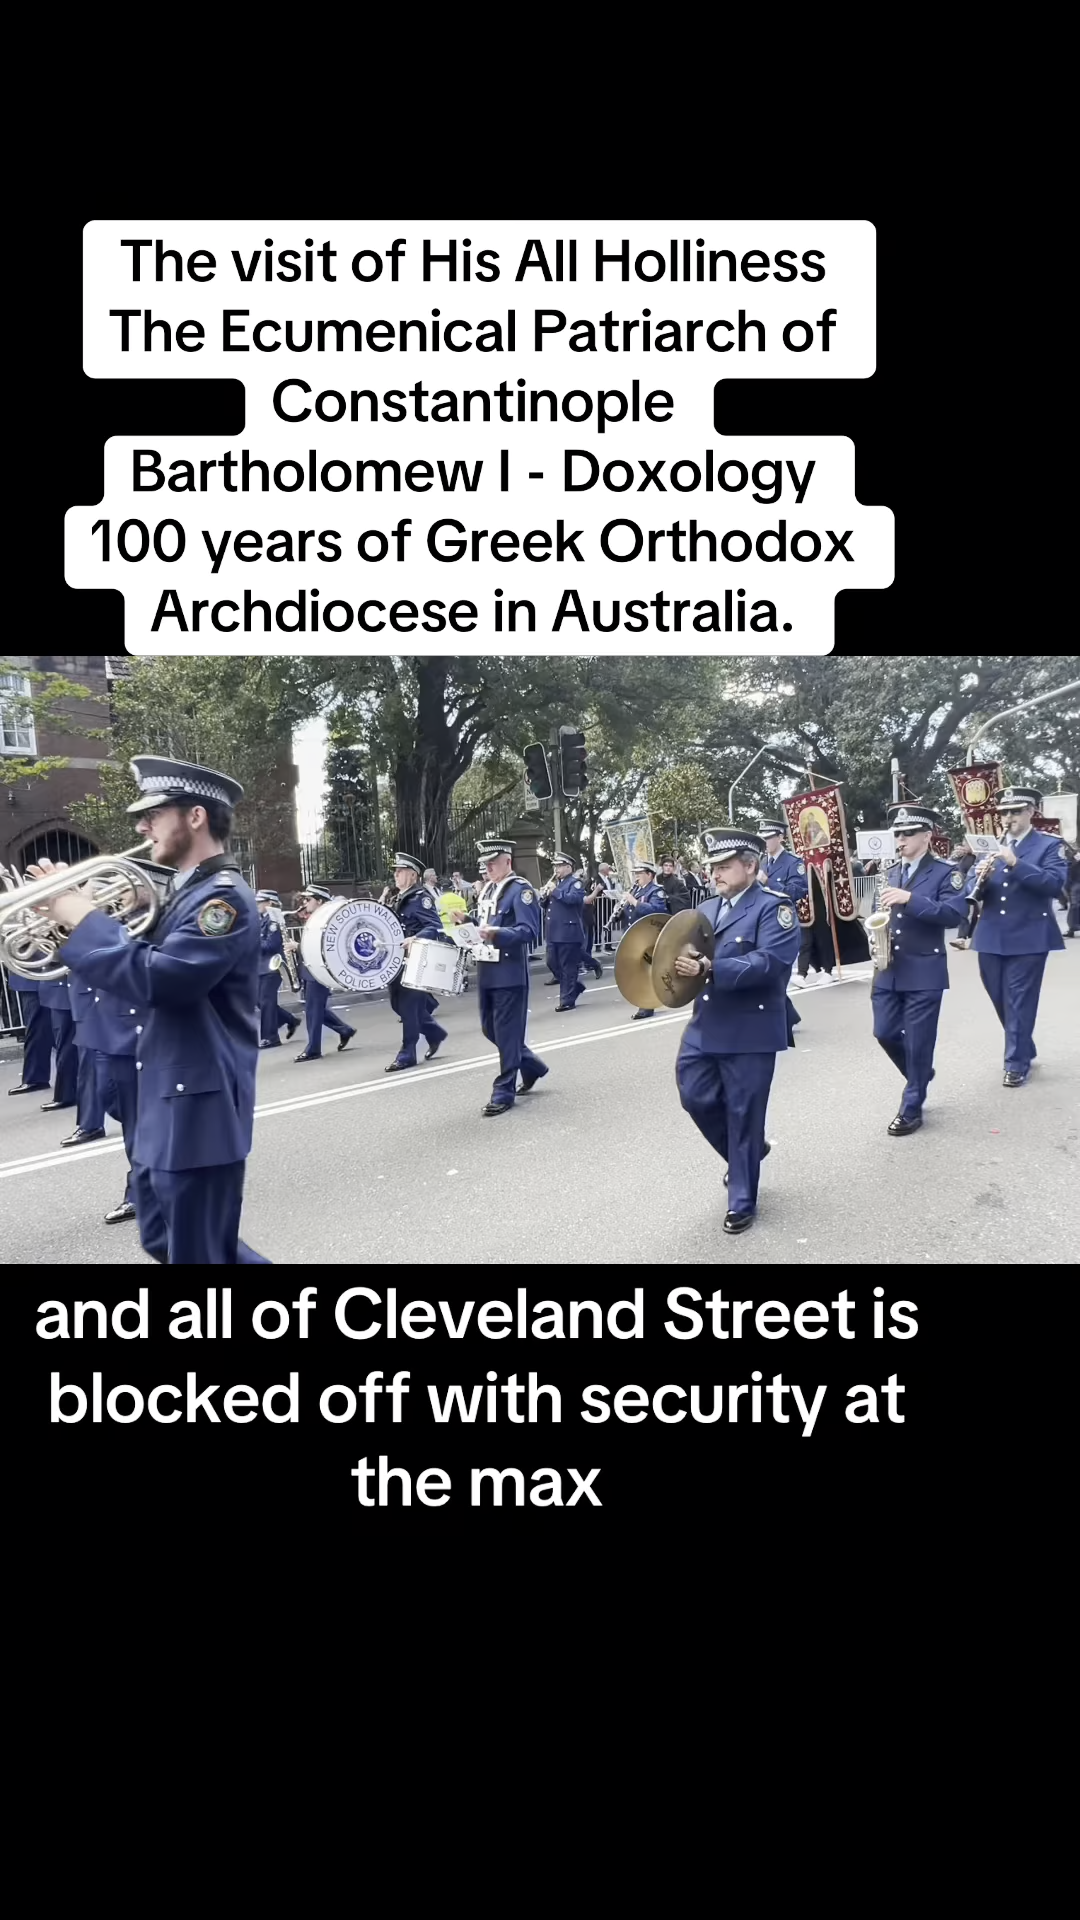 The visit of His All Holliness
The Ecumenical Patriarch of
Constantinople
Bartholomew I - Doxology
100 years of Greek Orthodox
Archdiocese in Australia.
NEW SOUTH WALES
POLICE BAND
and all of Cleveland Street is
blocked off with security at
the max